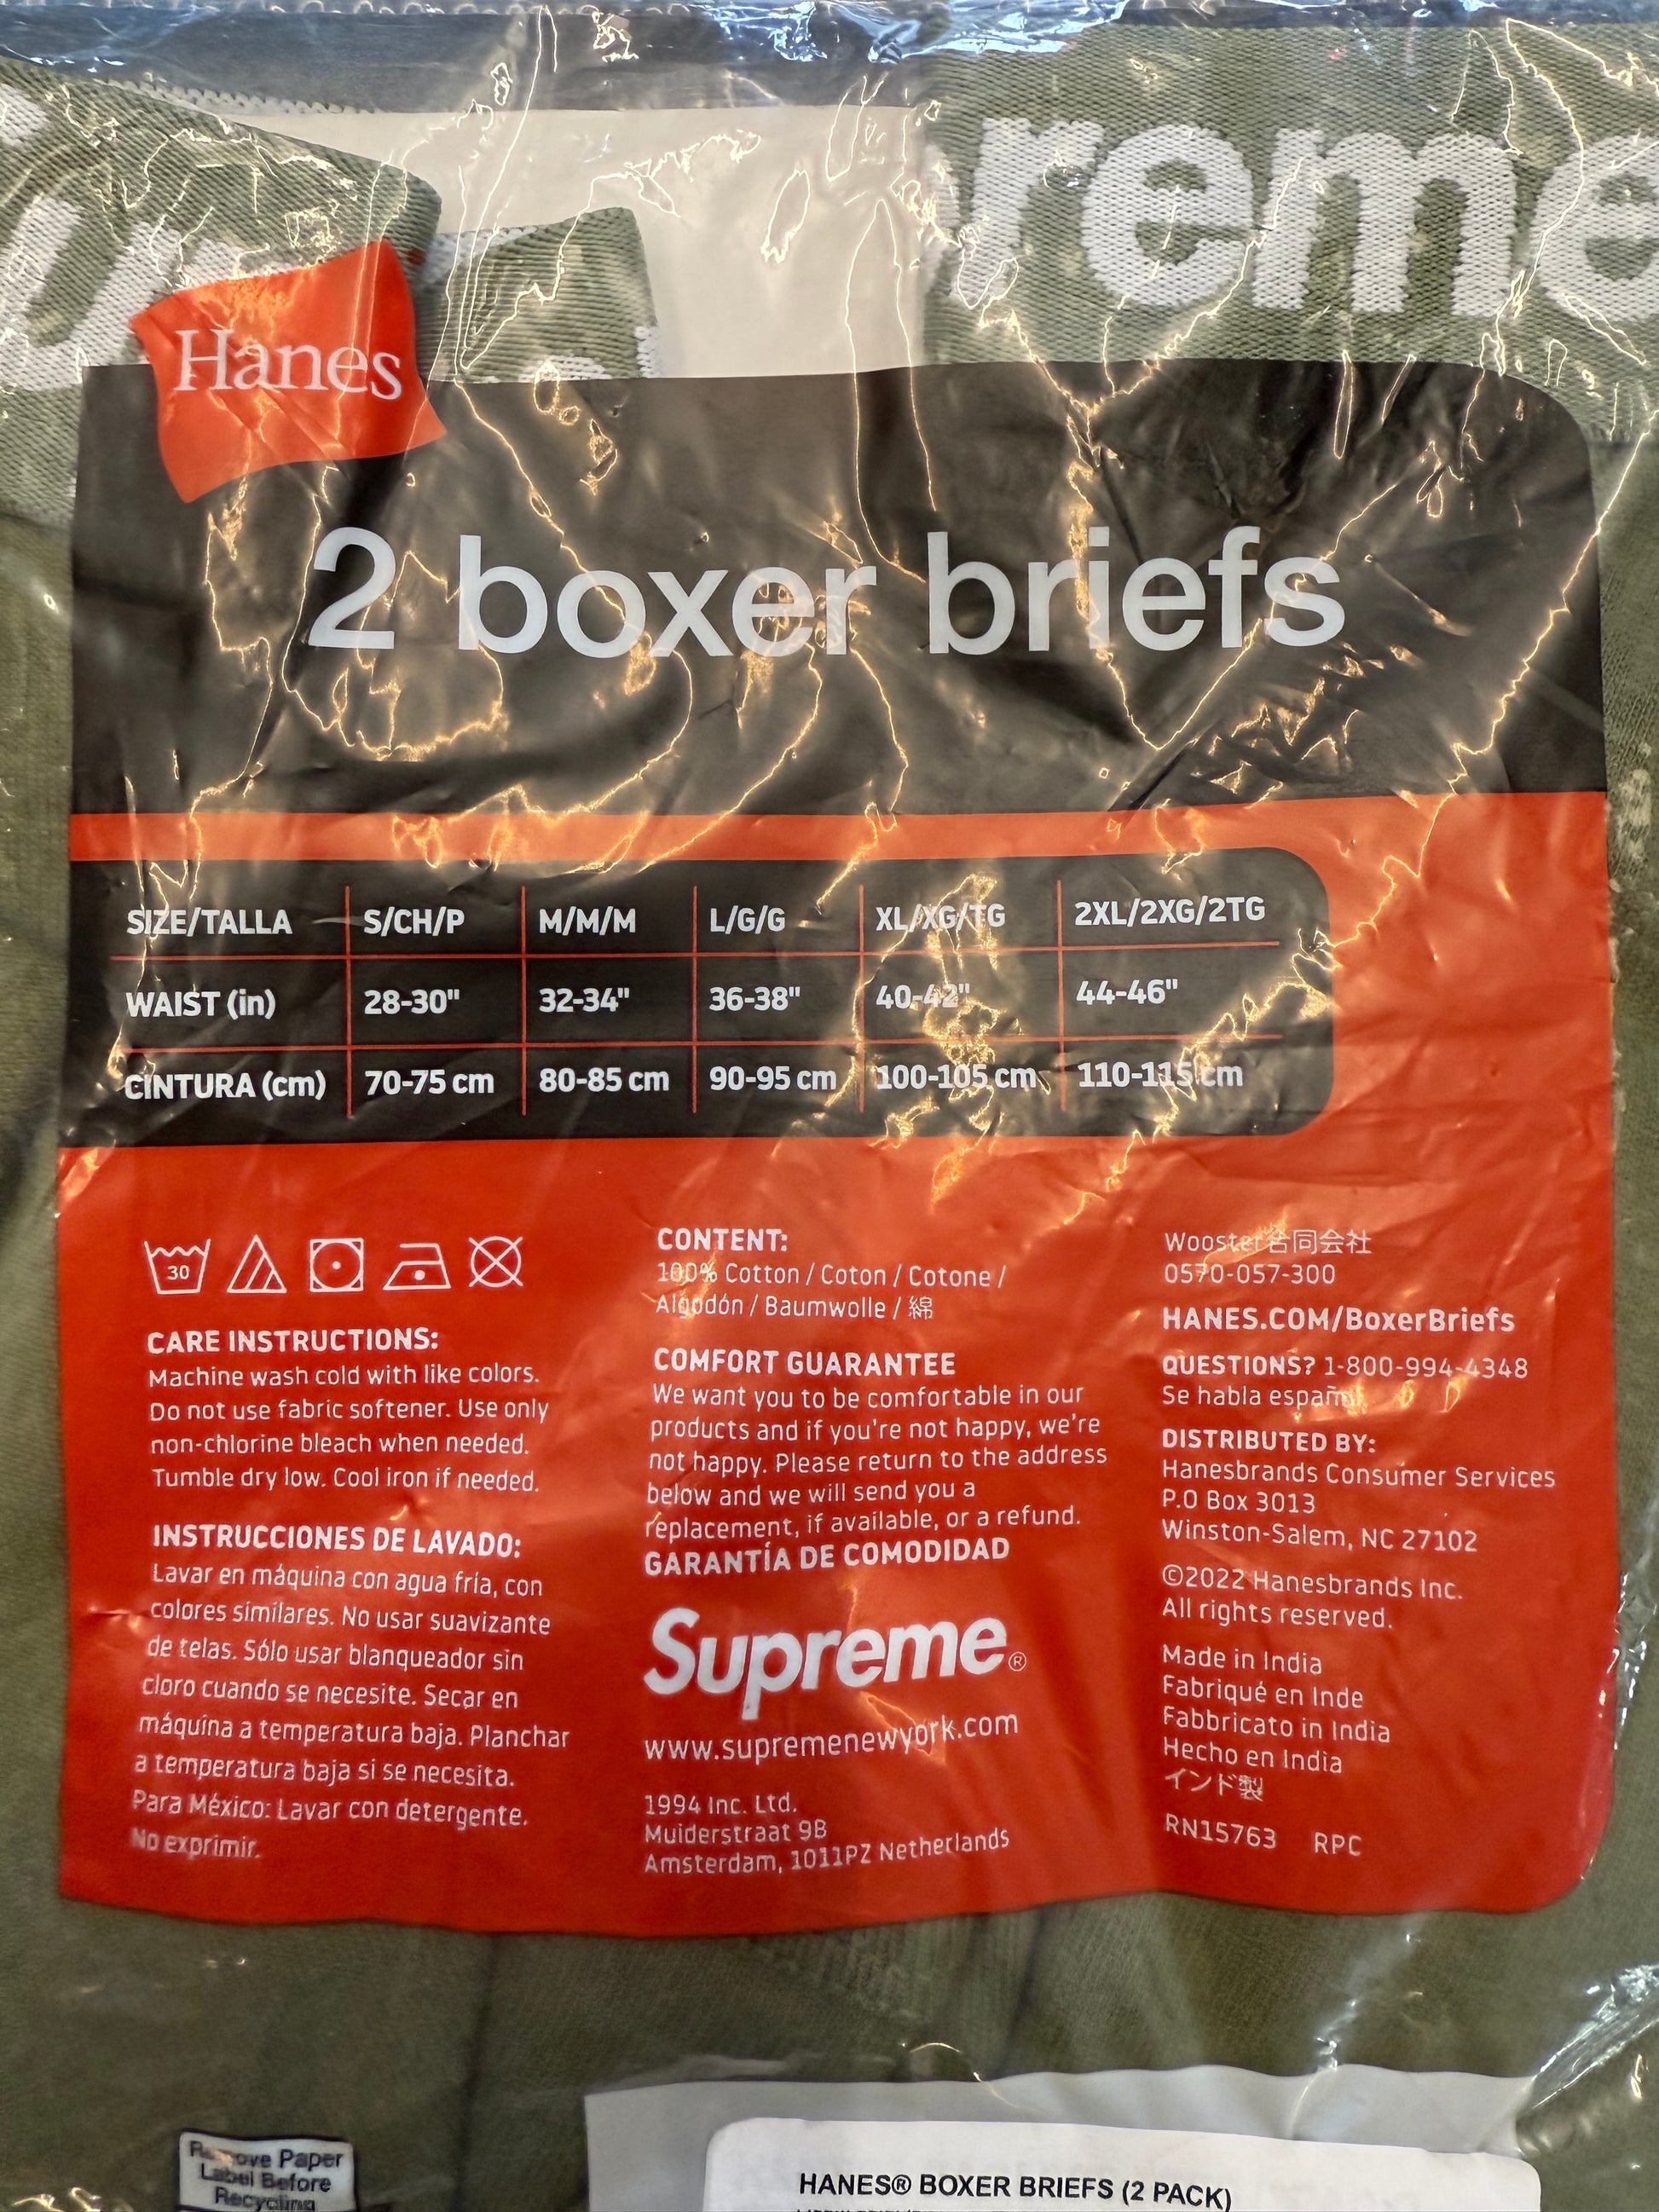 reme
Hanes
2 boxer briefs
SIZE/TALLA S/CH/P M/M/M L/G/G XL/XG/TG 2XL/2XG/2TG
WAIST (in) 28-30" 32-34" 36-38" 40-42" 44-46"
CINTURA (cm) 70-75 cm 80-85 cm 90-95 cm 100-105 cm 110-115 cm
30
CARE INSTRUCTIONS:
Machine wash cold with like colors.
Do not use fabric softener. Use only
non-chlorine bleach when needed.
Tumble dry low. Cool iron if needed.
INSTRUCCIONES DE LAVADO:
Lavar en máquina con agua fría, con
colores similares. No usar suavizante
de telas. Sólo usar blanqueador sin
cloro cuando se necesite. Secar en
máquina a temperatura baja. Planchar
a temperatura baja si se necesita.
Para México: Lavar con detergente.
No exprimir.
CONTENT:
100% Cotton / Coton / Cotone /
Algodón / Baumwolle / 綿
COMFORT GUARANTEE
We want you to be comfortable in our
products and if you're not happy, we're
not happy. Please return to the address
below and we will send you a
replacement, if available, or a refund.
GARANTÍA DE COMODIDAD
Supreme®
www.supremenewyork.com
1994 Inc. Ltd.
Muiderstraat 9B
Amsterdam, 1011PZ Netherlands
Wooster合同会社
0570-057-300
HANES.COM/BoxerBriefs
QUESTIONS? 1-800-994-4348
Se habla español
DISTRIBUTED BY:
Hanesbrands Consumer Services
P.O Box 3013
Winston-Salem, NC 27102
©2022 Hanesbrands Inc.
All rights reserved.
Made in India
Fabriqué en Inde
Fabbricato in India
Hecho en India
インド製
RN15763 RPC
Remove Paper
Label Before
Recycling
HANES® BOXER BRIEFS (2 PACK)